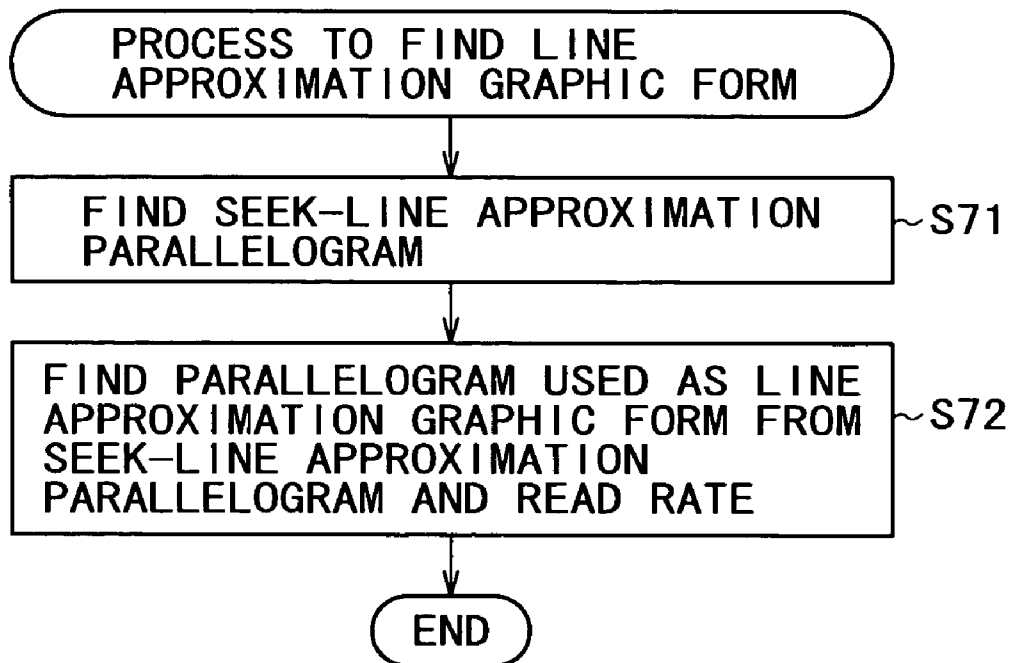 PROCESS TO FIND LINE
APPROXIMATION GRAPHIC FORM
FIND SEEK-LINE APPROXIMATION
PARALLELOGRAM
~S71
FIND PARALLELOGRAM USED AS LINE
APPROXIMATION GRAPHIC FORM FROM
SEEK-LINE APPROXIMATION
PARALLELOGRAM AND READ RATE
~S72
END